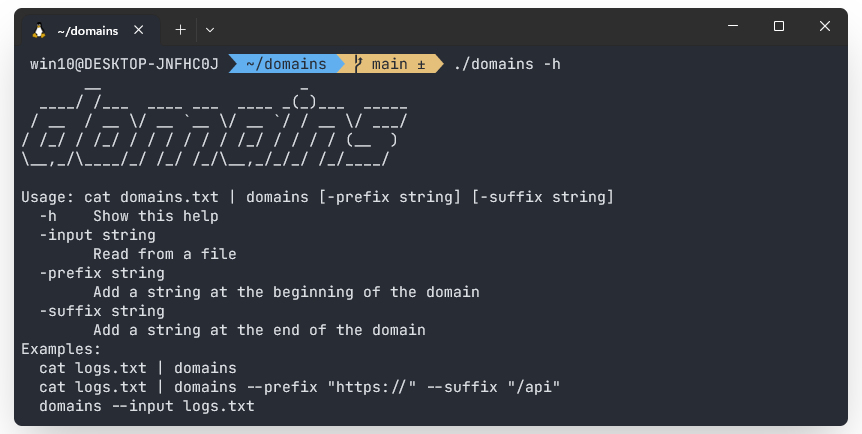 ~/domains
win10@DESKTOP-JNFHC0J ~/domains main ± ./domains -h
domains
Usage: cat domains.txt | domains [-prefix string] [-suffix string]
  -h    Show this help
  -input string
        Read from a file
  -prefix string
        Add a string at the beginning of the domain
  -suffix string
        Add a string at the end of the domain
Examples:
  cat logs.txt | domains
  cat logs.txt | domains --prefix "https://" --suffix "/api"
  domains --input logs.txt